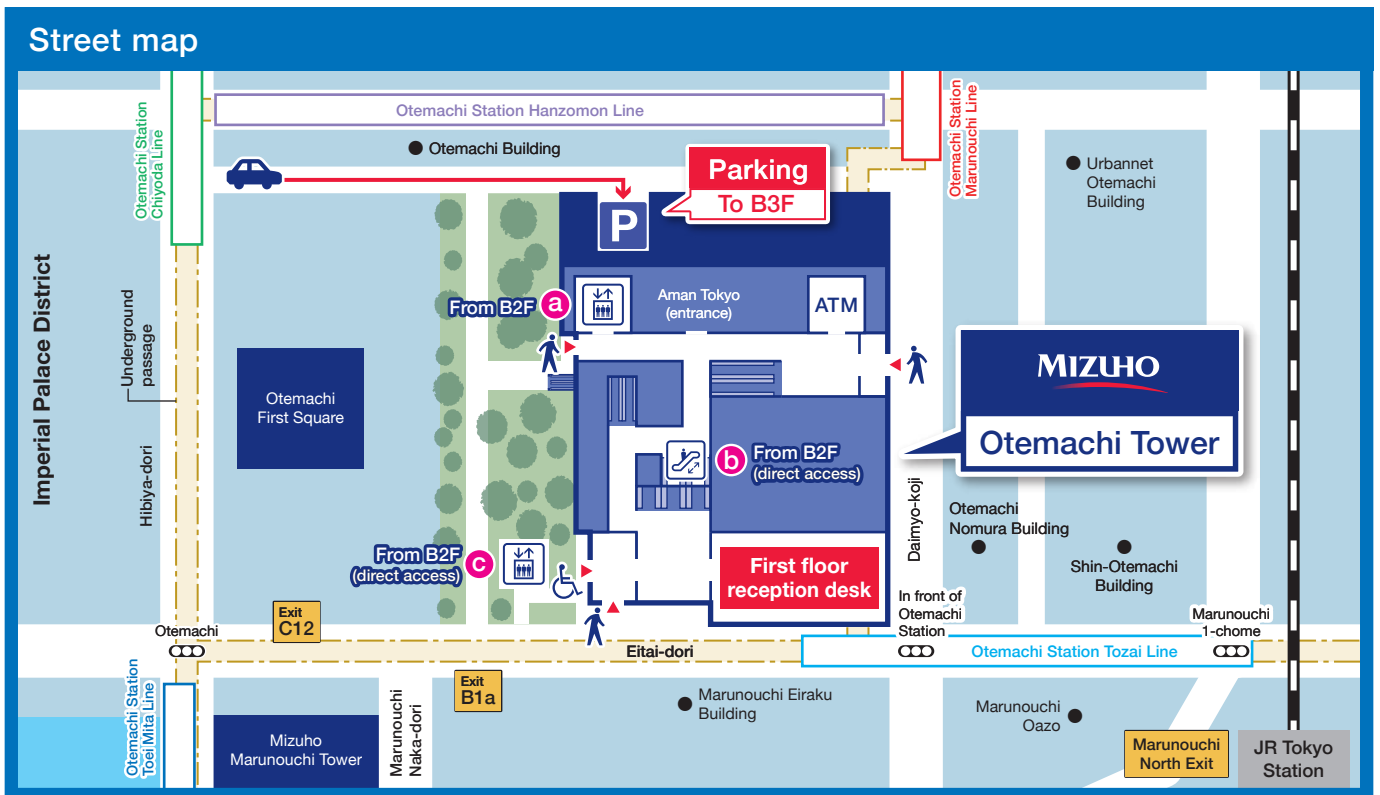 Street map
Otemachi Station
Chiyoda Line
Otemachi Station Hanzomon Line
Otemachi Station
Marunouchi Line
Otemachi Building
Parking
To B3F
P
Urbannet
Otemachi
Building
Imperial Palace District
Underground
passage
Hibiya-dori
From B2F
a
Aman Tokyo
(entrance)
ATM
MIZUHO
Otemachi Tower
Otemachi
First Square
b
From B2F
(direct access)
Daimyo-koji
Otemachi
Nomura Building
From B2F
(direct access)
c
First floor
reception desk
Shin-Otemachi
Building
Exit
C12
Otemachi
In front of
Otemachi
Station
Marunouchi
1-chome
Eitai-dori
Otemachi Station Tozai Line
Otemachi Station
Toei Mita Line
Exit
B1a
Marunouchi
Naka-dori
Marunouchi Eiraku
Building
Marunouchi
Oazo
Mizuho
Marunouchi Tower
Marunouchi
North Exit
JR Tokyo
Station